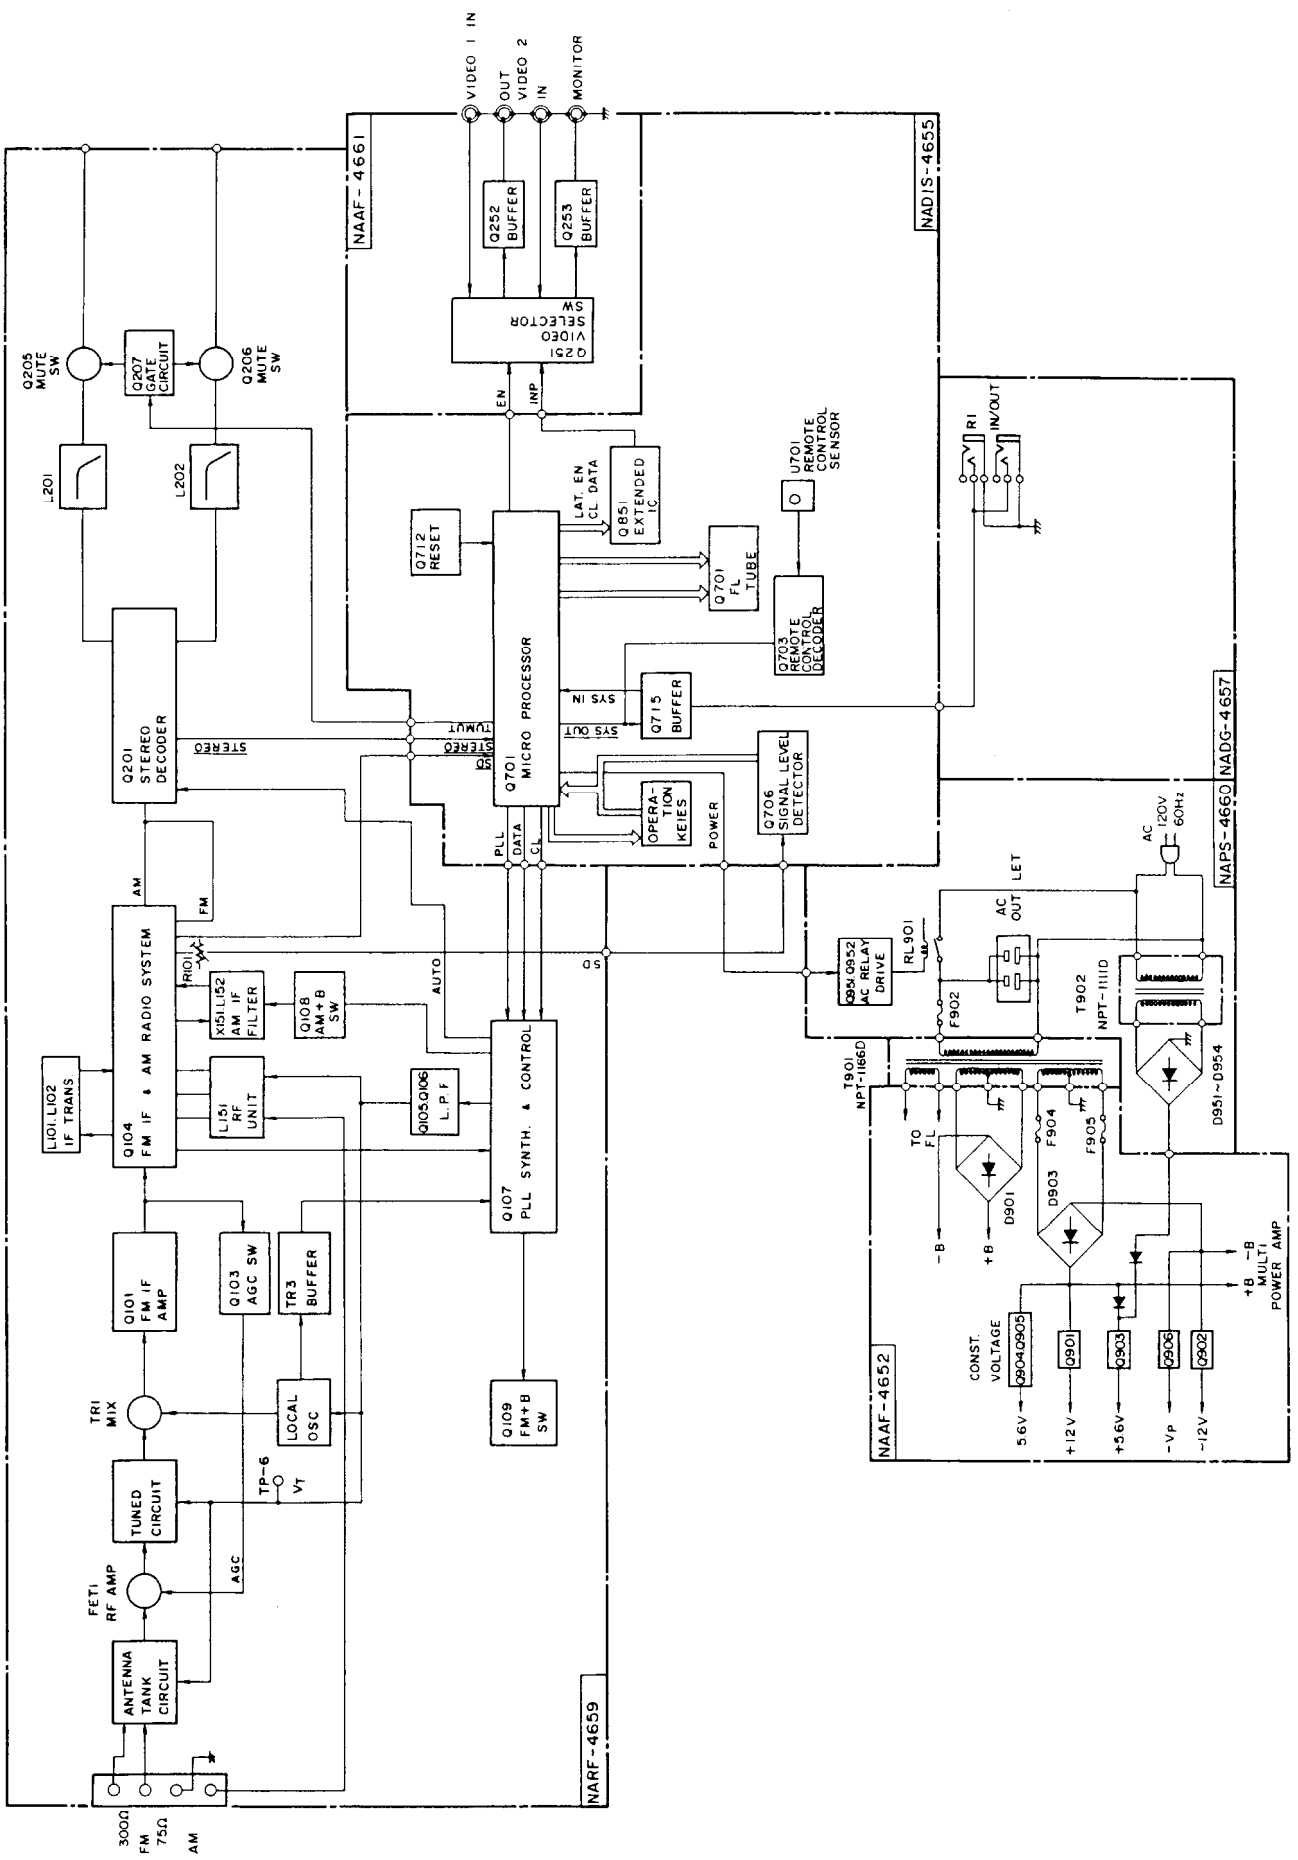 300Ω
FM
75Ω
AM
ANTENNA
TANK
CIRCUIT
FET1
RF AMP
AGC
TUNED
CIRCUIT
TP-6
VT
TR1
MIX
LOCAL
OSC
Q101
FM IF
AMP
Q103
AGC SW
TR3
BUFFER
Q109
FM+B
SW
L101.L102
IF TRANS
Q104
FM IF & AM RADIO SYSTEM
L151
RF
UNIT
X151.L152
AM IF
FILTER
R101
Q108
AM+B
SW
Q105.Q106
L.P.F
Q107
PLL SYNTH. & CONTROL
AUTO
AM
FM
SD
Q201
STEREO
DECODER
STEREO
L201
L202
Q205
MUTE
SW
Q207
GATE
CIRCUIT
Q206
MUTE
SW
NARF-4659
NAAF-4661
VIDEO 1 IN
OUT
VIDEO 2
IN
MONITOR
Q252
BUFFER
Q253
BUFFER
Q251
VIDEO
SELECTOR
SW
EN
INP
Q712
RESET
Q701
MICRO PROCESSOR
TUMUT
STEREO
SD
PLL
DATA
CL
LAT. EN
CL DATA
Q851
EXTENDED
IC
Q701
FL
TUBE
U701
REMOTE
CONTROL
SENSOR
Q703
REMOTE
CONTROL
DECODER
SYS IN
SYS OUT
Q715
BUFFER
OPERA-
TION
KEIES
Q706
SIGNAL LEVEL
DETECTOR
POWER
NADIS-4655
R1
IN/OUT
NADG-4657
NAPS-4660
Q951.Q952
AC RELAY
DRIVE
RL901
AC
OUT LET
AC
120V
60Hz
F902
T901
NPT-1166D
T902
NPT-1111D
D951~D954
TO
FL
F904
F905
-B
+B
D901
D903
NAAF-4652
CONST.
VOLTAGE
Q904.Q905
Q901
Q903
Q906
Q902
5.6V
+12V
+5.6V
-VP
-12V
+B -B
MULTI
POWER AMP